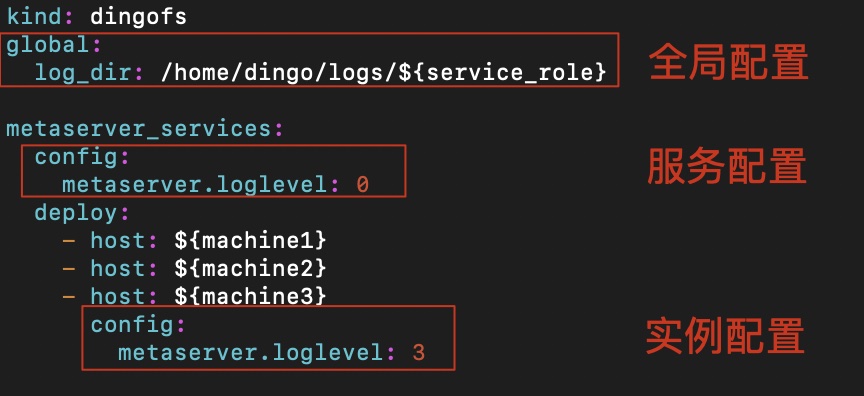 kind: dingofs
global:
全局配置
  log_dir: /home/dingo/logs/${service_role}
metaserver_services:
  config:
服务配置
    metaserver.loglevel: 0
  deploy:
    - host: ${machine1}
    - host: ${machine2}
    - host: ${machine3}
      config:
实例配置
        metaserver.loglevel: 3